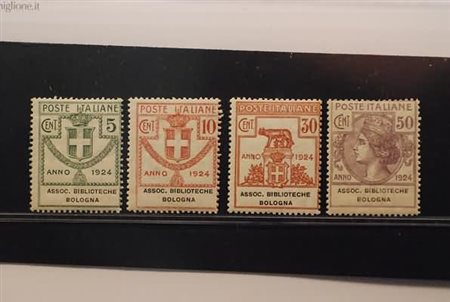 miglione.it
POSTE ITALIANE
CENT 5
ANNO 1924
ASSOC. BIBLIOTECHE
BOLOGNA
POSTE ITALIANE
CENT 10
ANNO 1924
ASSOC. BIBLIOTECHE
BOLOGNA
POSTE ITALIANE
CENT 30
ANNO 1924
ASSOC. BIBLIOTECHE
BOLOGNA
POSTE ITALIANE
CENT 50
ANNO 1924
ASSOC. BIBLIOTECHE
BOLOGNA